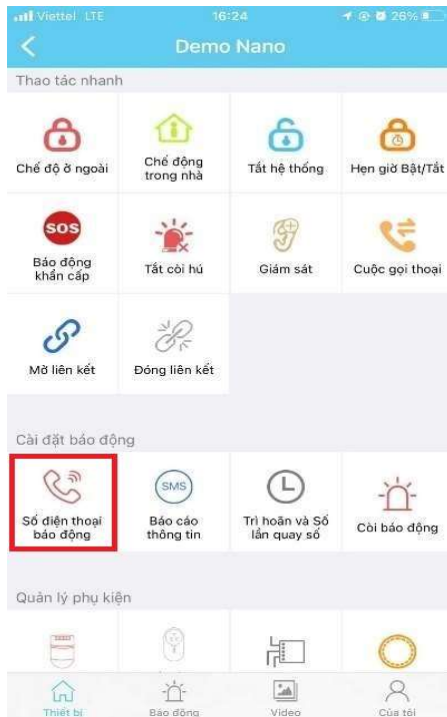 Viettel LTE 16:24 26%
Demo Nano
Thao tác nhanh
Chế độ ở ngoài
Chế động
trong nhà
Tắt hệ thống
Hẹn giờ Bật/Tắt
SOS
Báo động
khẩn cấp
Tắt còi hú
Giám sát
Cuộc gọi thoại
Mở liên kết
Đóng liên kết
Cài đặt báo động
Số điện thoại
báo động
SMS
Báo cáo
thông tin
Trì hoãn và Số
lần quay số
Còi báo động
Quản lý phụ kiện
Thiết bị
Báo động
Video
Của tôi